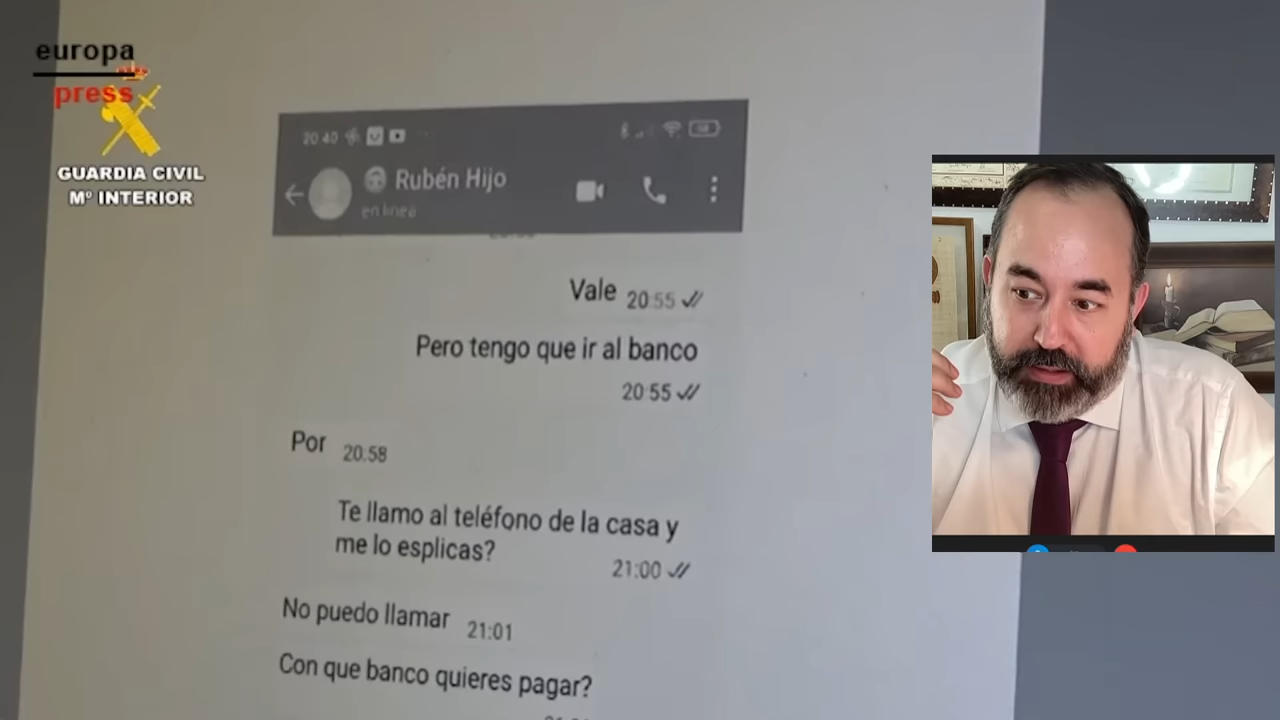 europa
press
GUARDIA CIVIL
Mº INTERIOR
20:40
Rubén Hijo
en línea
Vale 20:55
Pero tengo que ir al banco
20:55
Por 20:58
Te llamo al teléfono de la casa y
me lo esplicas?
21:00
No puedo llamar 21:01
Con que banco quieres pagar?